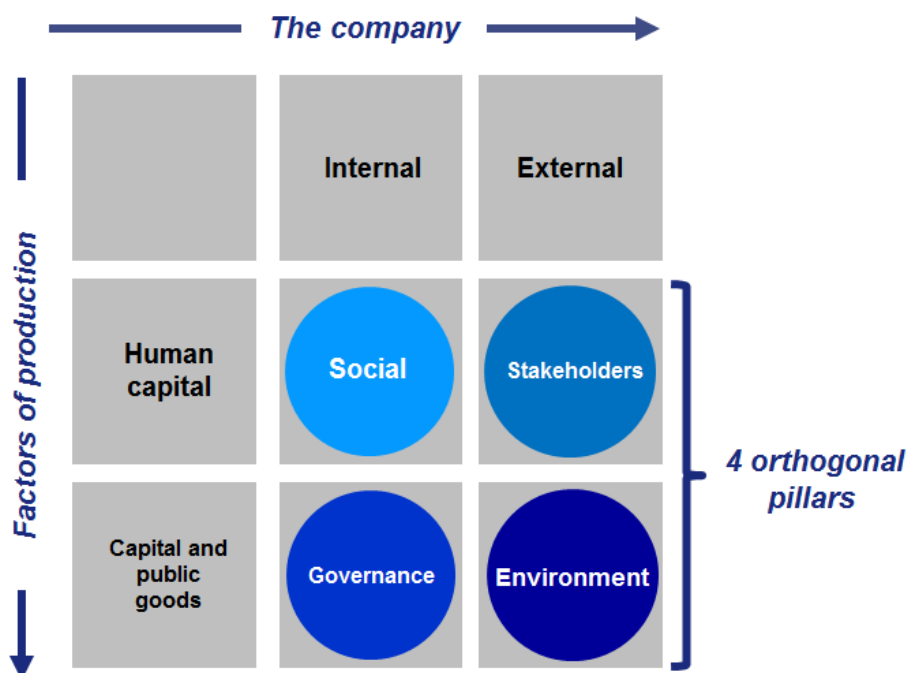 The company
Internal
External
Factors of production
Human
capital
Social
Stakeholders
4 orthogonal
pillars
Capital and
public
goods
Governance
Environment